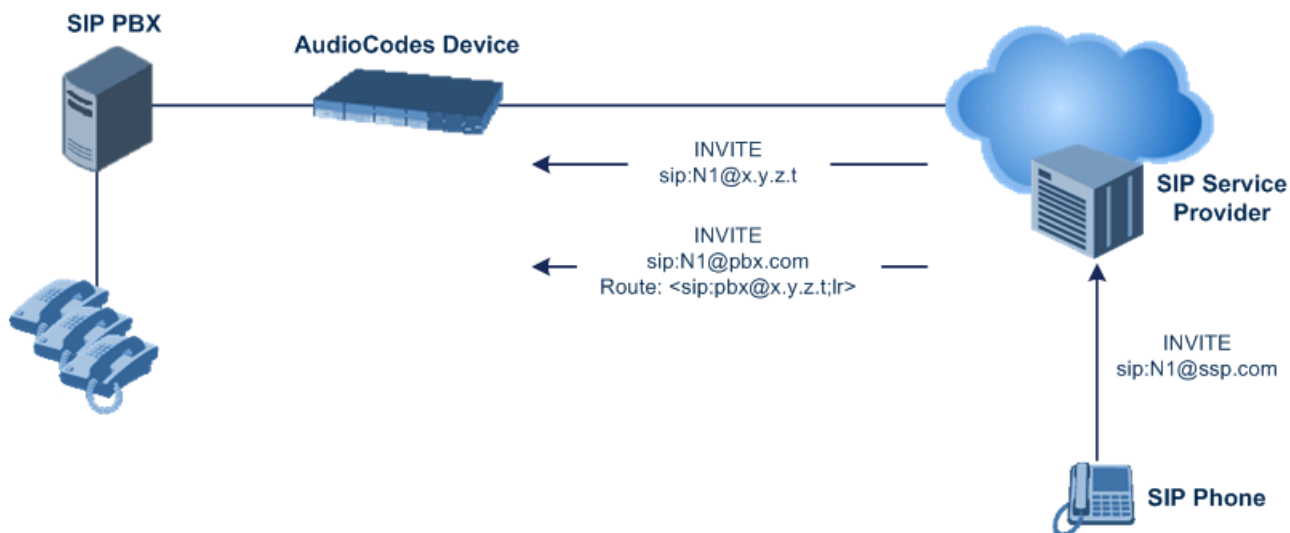 SIP PBX
AudioCodes Device
INVITE
sip:N1@x.y.z.t
SIP Service
Provider
INVITE
sip:N1@pbx.com
Route: <sip:pbx@x.y.z.t;lr>
INVITE
sip:N1@ssp.com
SIP Phone